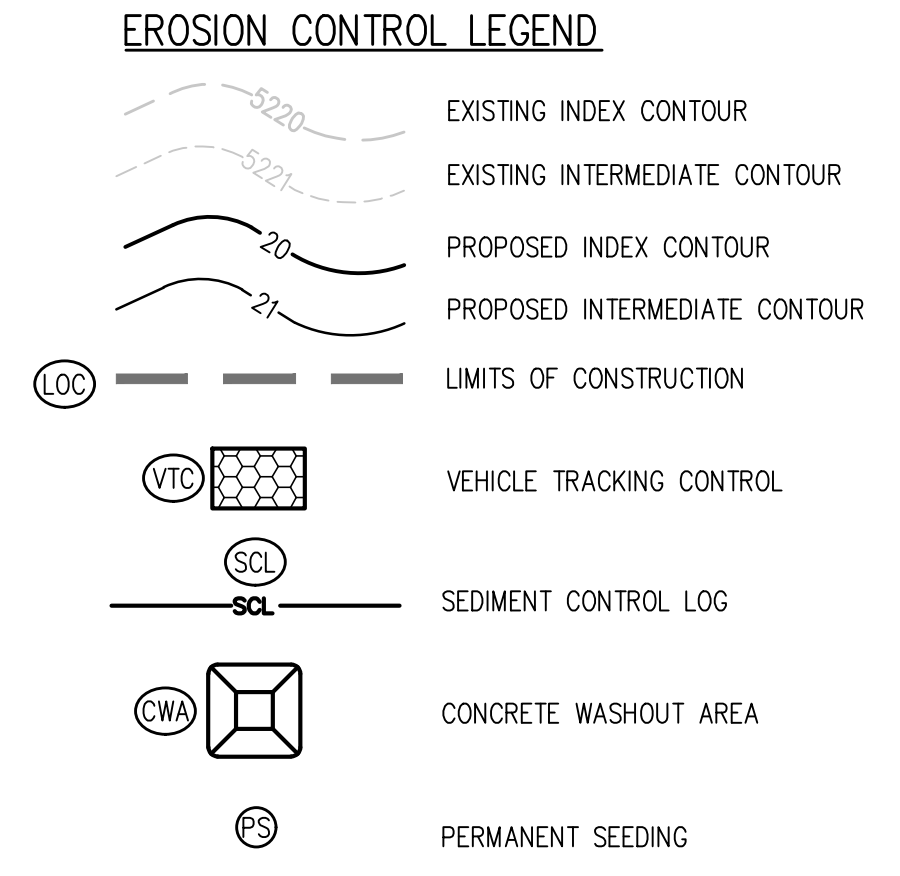 EROSION CONTROL LEGEND
5220 EXISTING INDEX CONTOUR
5221 EXISTING INTERMEDIATE CONTOUR
20 PROPOSED INDEX CONTOUR
21 PROPOSED INTERMEDIATE CONTOUR
LOC LIMITS OF CONSTRUCTION
VTC VEHICLE TRACKING CONTROL
SCL
SCL SEDIMENT CONTROL LOG
CWA CONCRETE WASHOUT AREA
PS PERMANENT SEEDING